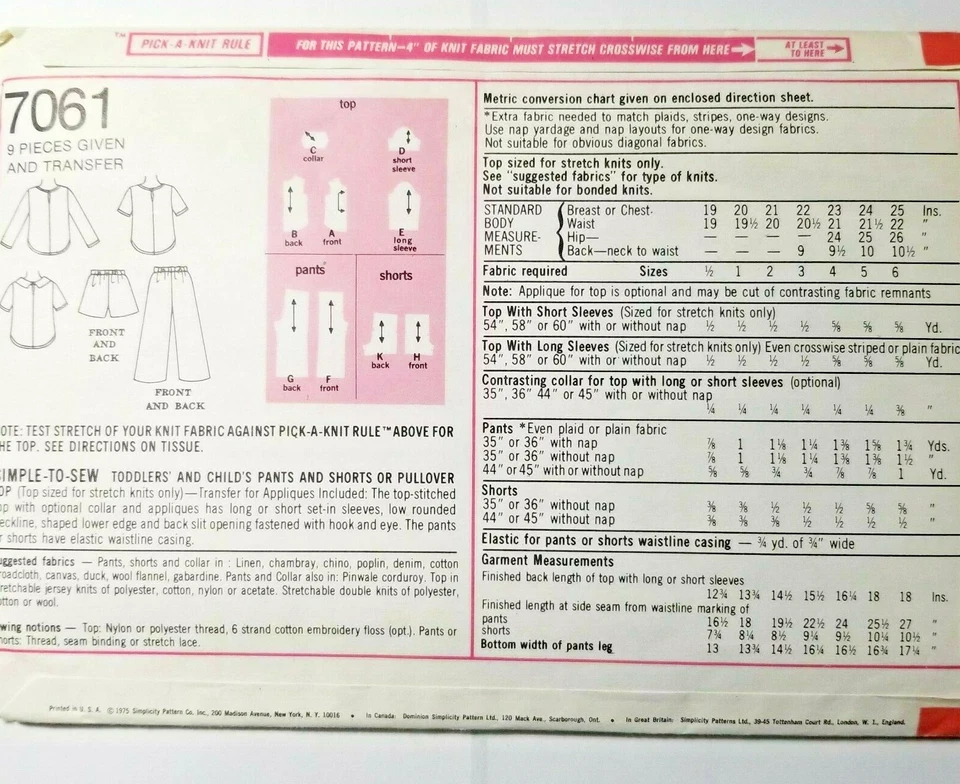 ™ PICK-A-KNIT RULE
FOR THIS PATTERN—4" OF KNIT FABRIC MUST STRETCH CROSSWISE FROM HERE
AT LEAST
TO HERE
7061
9 PIECES GIVEN
AND TRANSFER
FRONT
AND
BACK
FRONT
AND BACK
top
C
collar
D
short
sleeve
B
back
A
front
E
long
sleeve
pants
G
back
F
front
shorts
K
back
H
front
OTE: TEST STRETCH OF YOUR KNIT FABRIC AGAINST PICK-A-KNIT RULE™ ABOVE FOR
HE TOP. SEE DIRECTIONS ON TISSUE.
IMPLE-TO-SEW TODDLERS' AND CHILD'S PANTS AND SHORTS OR PULLOVER
OP (Top sized for stretch knits only)—Transfer for Appliques Included: The top-stitched
op with optional collar and appliques has long or short set-in sleeves, low rounded
eckline, shaped lower edge and back slit opening fastened with hook and eye. The pants
r shorts have elastic waistline casing.
uggested fabrics — Pants, shorts and collar in : Linen, chambray, chino, poplin, denim, cotton
roadcloth, canvas, duck, wool flannel, gabardine. Pants and Collar also in: Pinwale corduroy. Top in
retchable jersey knits of polyester, cotton, nylon or acetate. Stretchable double knits of polyester,
tton or wool.
wing notions — Top: Nylon or polyester thread, 6 strand cotton embroidery floss (opt.). Pants or
orts: Thread, seam binding or stretch lace.
Metric conversion chart given on enclosed direction sheet.
*Extra fabric needed to match plaids, stripes, one-way designs.
Use nap yardage and nap layouts for one-way design fabrics.
Not suitable for obvious diagonal fabrics.
Top sized for stretch knits only.
See "suggested fabrics" for type of knits.
Not suitable for bonded knits.
STANDARD Breast or Chest- 19 20 21 22 23 24 25 Ins.
BODY Waist 19 19½ 20 20½ 21 21½ 22 "
MEASURE- Hip— — — — — 24 25 26 "
MENTS Back—neck to waist — — — 9 9½ 10 10½ "
Fabric required Sizes ½ 1 2 3 4 5 6
Note: Applique for top is optional and may be cut of contrasting fabric remnants
Top With Short Sleeves (Sized for stretch knits only)
54", 58" or 60" with or without nap ½ ½ ½ ½ ⅝ ⅝ ⅝ Yd.
Top With Long Sleeves (Sized for stretch knits only) Even crosswise striped or plain fabric
54", 58" or 60" with or without nap ½ ½ ½ ½ ⅝ ⅝ ⅝ Yd.
Contrasting collar for top with long or short sleeves (optional)
35", 36" 44" or 45" with or without nap
¼ ¼ ¼ ¼ ¼ ¼ ⅜ "
Pants *Even plaid or plain fabric
35" or 36" with nap ⅞ 1 1⅛ 1¼ 1⅜ 1⅝ 1¾ Yds.
35" or 36" without nap ⅞ 1 1⅛ 1¼ 1⅜ 1⅜ 1½ "
44" or 45" with or without nap ⅝ ⅝ ¾ ¾ ⅞ ⅞ 1 Yd.
Shorts
35" or 36" without nap ⅜ ⅜ ½ ½ ⅝ ⅝ "
44" or 45" without nap ⅜ ⅜ ⅜ ½ ½ ½ ½ "
Elastic for pants or shorts waistline casing — ¾ yd. of ¾" wide
Garment Measurements
Finished back length of top with long or short sleeves
12¾ 13¾ 14½ 15½ 16¼ 18 18 Ins.
Finished length at side seam from waistline marking of
pants 16½ 18 19½ 22½ 24 25½ 27 "
shorts 7¾ 8¼ 8½ 9¼ 9½ 10¼ 10½ "
Bottom width of pants leg 13 13¾ 14½ 16¼ 16½ 16¾ 17¼ "
Printed in U. S. A. © 1975 Simplicity Pattern Co. Inc., 200 Madison Avenue, New York, N. Y. 10016 • In Canada: Dominion Simplicity Pattern Ltd., 120 Mack Ave., Scarborough, Ont. • In Great Britain: Simplicity Patterns Ltd., 39-45 Tottenham Court Rd., London, W. 1., England.